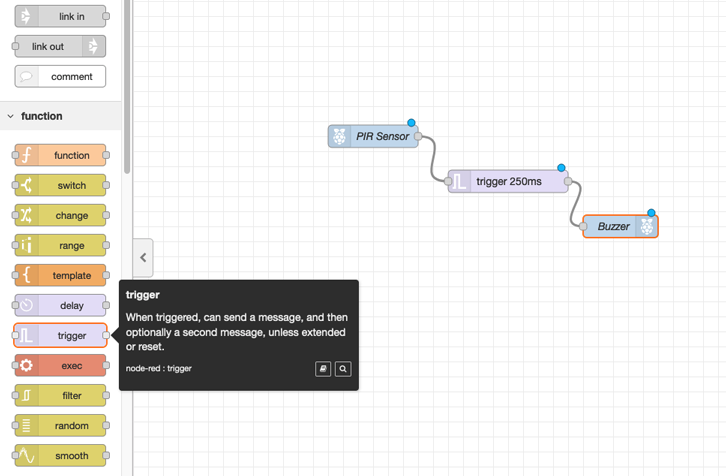 link in
link out
comment
function
function
switch
change
range
template
delay
trigger
exec
filter
random
smooth
trigger
When triggered, can send a message, and then
optionally a second message, unless extended
or reset.
node-red : trigger
PIR Sensor
trigger 250ms
Buzzer